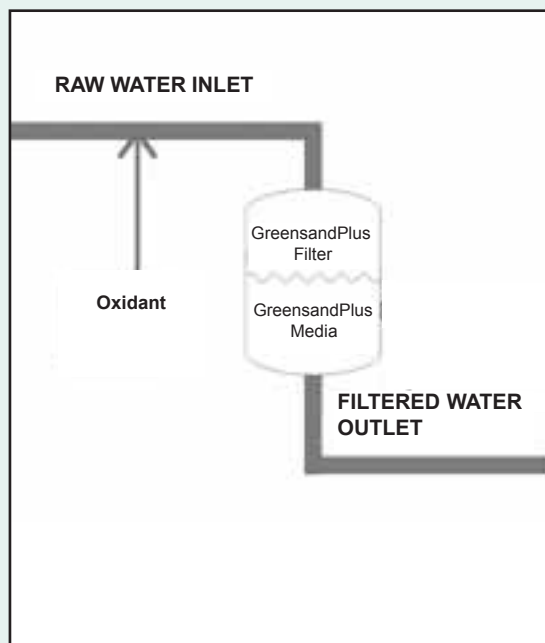 RAW WATER INLET
GreensandPlus
Filter
Oxidant
GreensandPlus
Media
FILTERED WATER
OUTLET